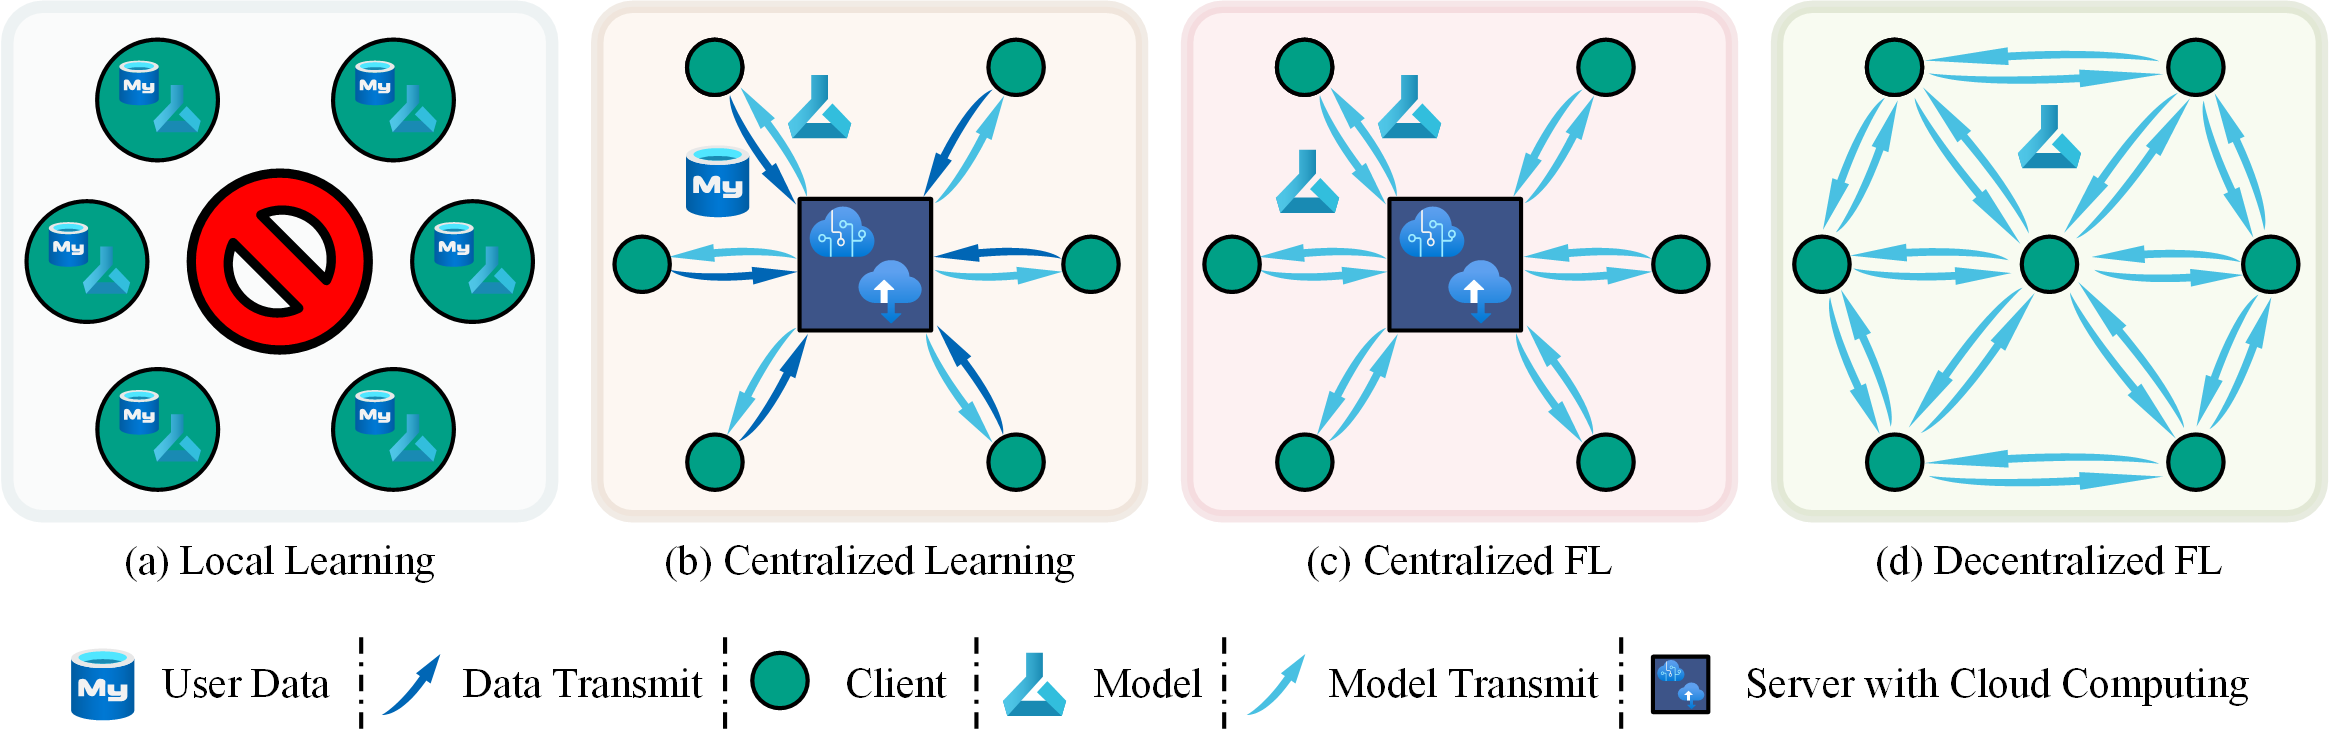 My
My
My
My
My
My
My
(a) Local Learning
(b) Centralized Learning
(c) Centralized FL
(d) Decentralized FL
My
User Data
Data Transmit
Client
Model
Model Transmit
Server with Cloud Computing